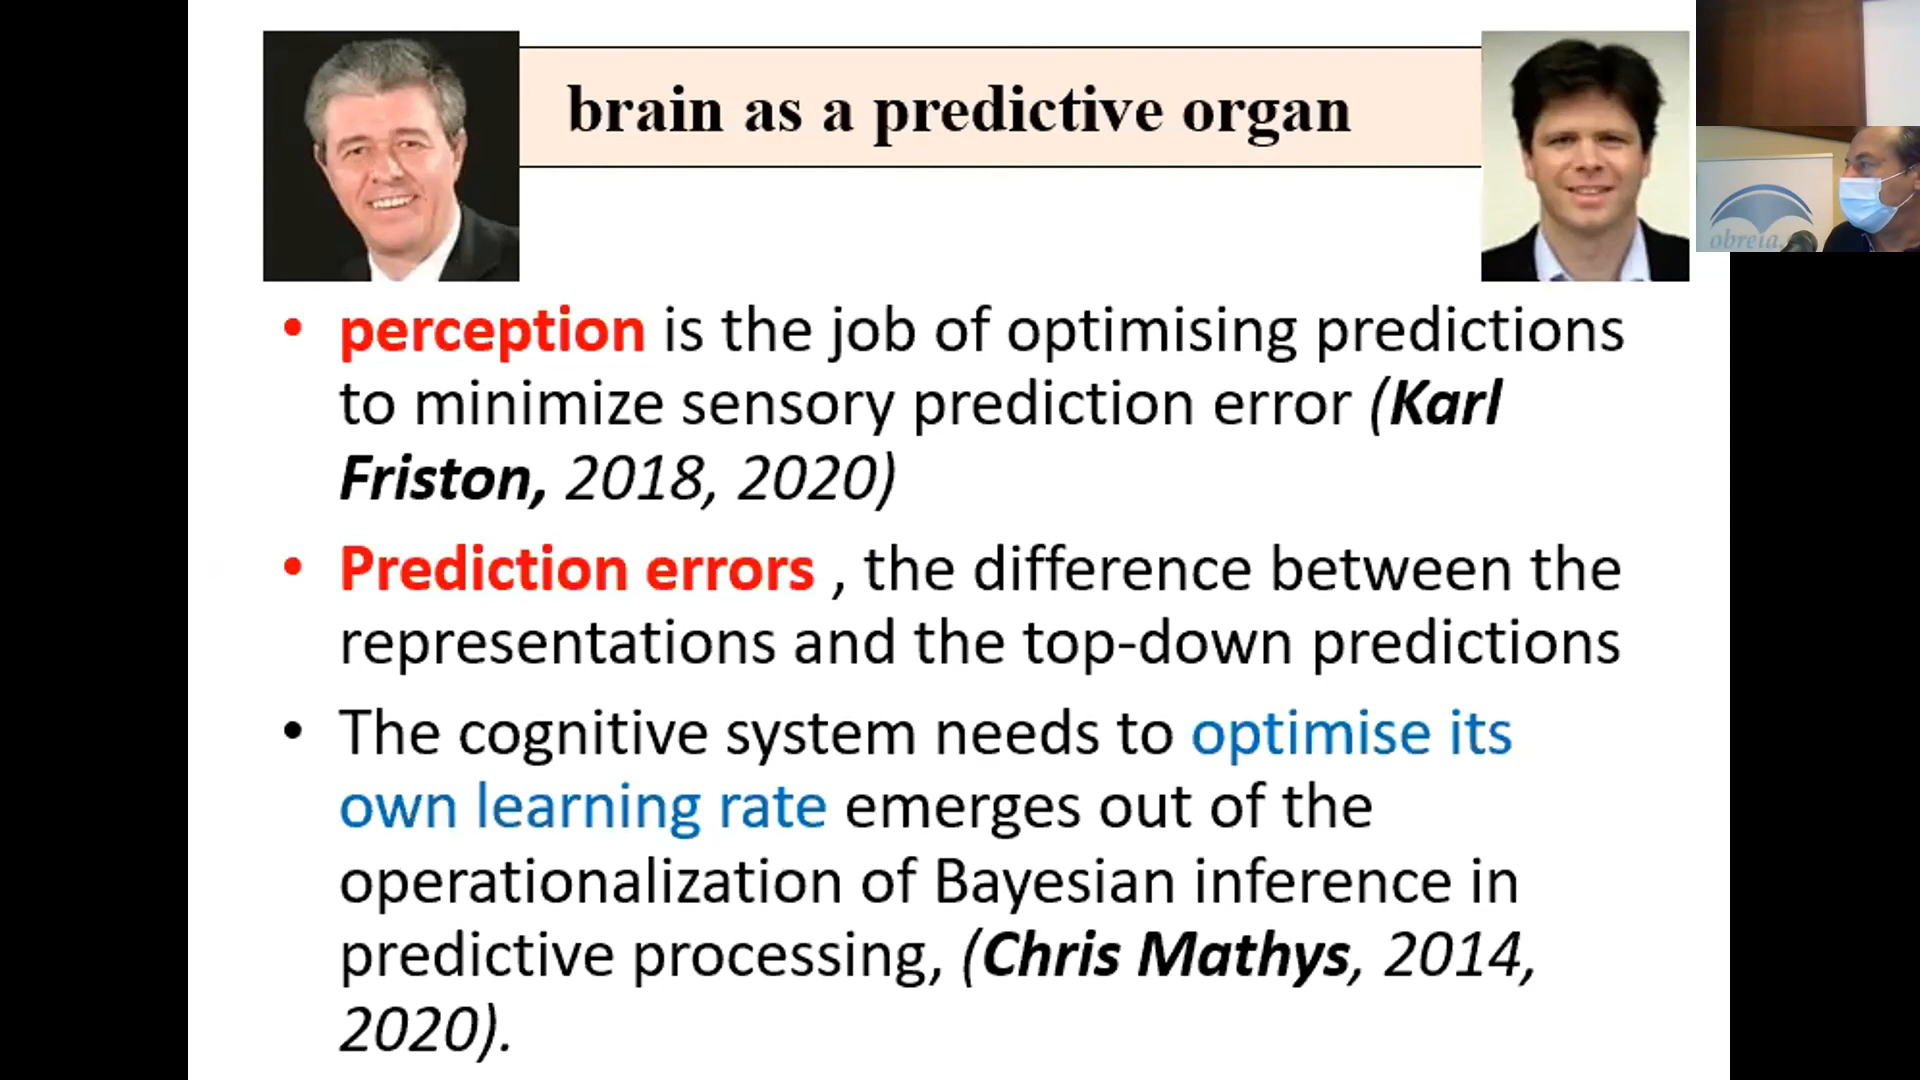 brain as a predictive organ
obreia.
• perception is the job of optimising predictions
to minimize sensory prediction error (Karl
Friston, 2018, 2020)
• Prediction errors , the difference between the
representations and the top-down predictions
• The cognitive system needs to optimise its
own learning rate emerges out of the
operationalization of Bayesian inference in
predictive processing, (Chris Mathys, 2014,
2020).